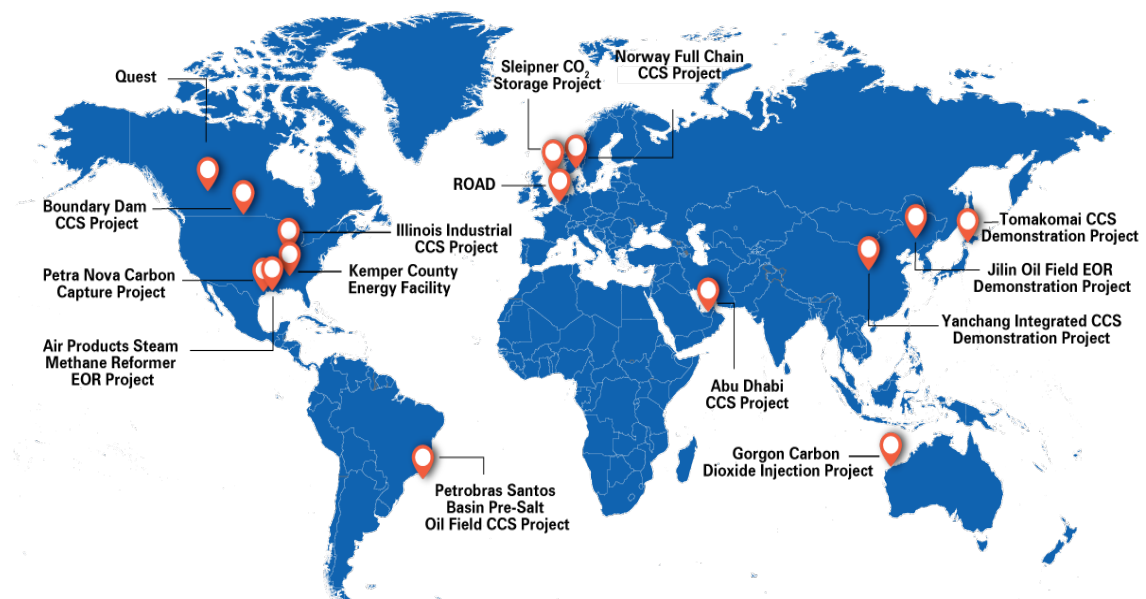 Quest
Boundary Dam
CCS Project
Petra Nova Carbon
Capture Project
Air Products Steam
Methane Reformer
EOR Project
Illinois Industrial
CCS Project
Kemper County
Energy Facility
Petrobras Santos
Basin Pre-Salt
Oil Field CCS Project
Sleipner CO₂
Storage Project
Norway Full Chain
CCS Project
ROAD
Abu Dhabi
CCS Project
Tomakomai CCS
Demonstration Project
Jilin Oil Field EOR
Demonstration Project
Yanchang Integrated CCS
Demonstration Project
Gorgon Carbon
Dioxide Injection Project